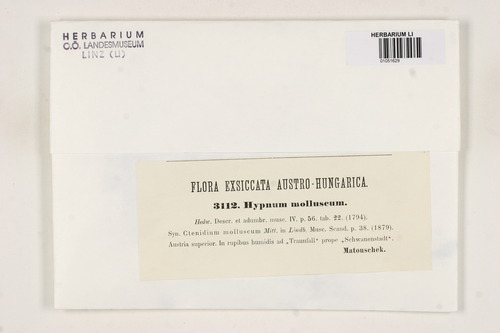 HERBARIUM
O.Ö. LANDESMUSEUM
LINZ (LI)
HERBARIUM LI
01051629
FLORA EXSICCATA AUSTRO-HUNGARICA.
3112. Hypnum molluscum.
Hedw. Descr. et adumbr. musc. IV. p. 56. tab. 22. (1794).
Syn. Ctenidium molluscum Mitt. in Lindb. Musc. Scand. p. 38. (1879).
Austria superior. In rupibus humidis ad „Traunfall“ prope „Schwanenstadt“.
Matouschek.